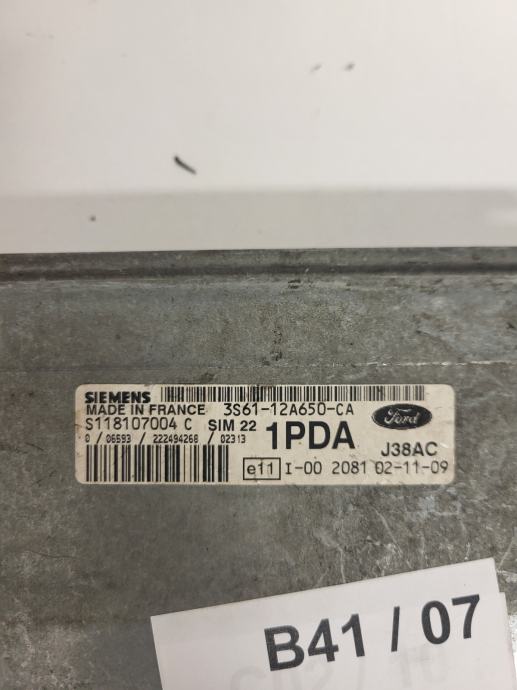 SIEMENS
MADE IN FRANCE 3S61-12A650-CA
S118107004 C SIM 22 1PDA Ford
0 / 06593 / 222494268 / 02313 J38AC
e11 I-00 2081 02-11-09
B41 / 07